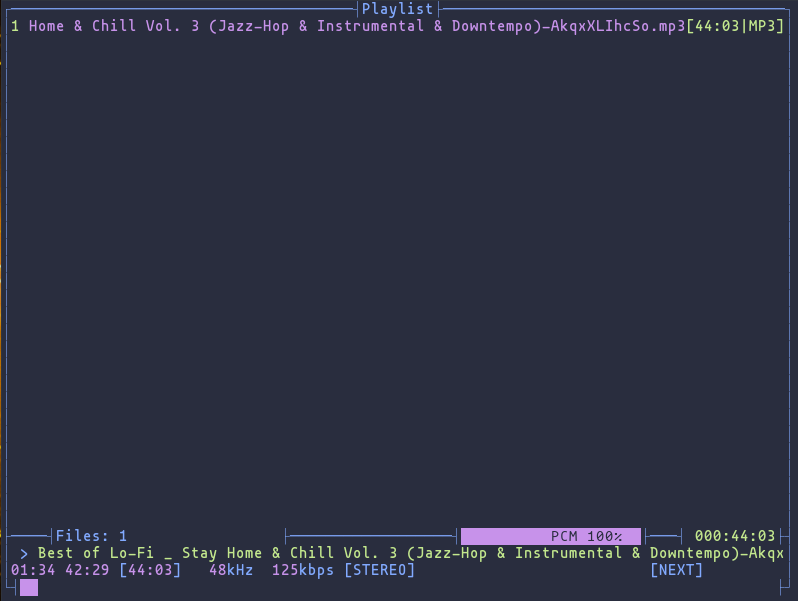 Playlist
1 Home & Chill Vol. 3 (Jazz-Hop & Instrumental & Downtempo)-AkqxXLIhcSo.mp3[44:03|MP3]
Files: 1 PCM 100% 000:44:03
> Best of Lo-Fi _ Stay Home & Chill Vol. 3 (Jazz-Hop & Instrumental & Downtempo)-Akqx
01:34 42:29 [44:03] 48kHz 125kbps [STEREO] [NEXT]